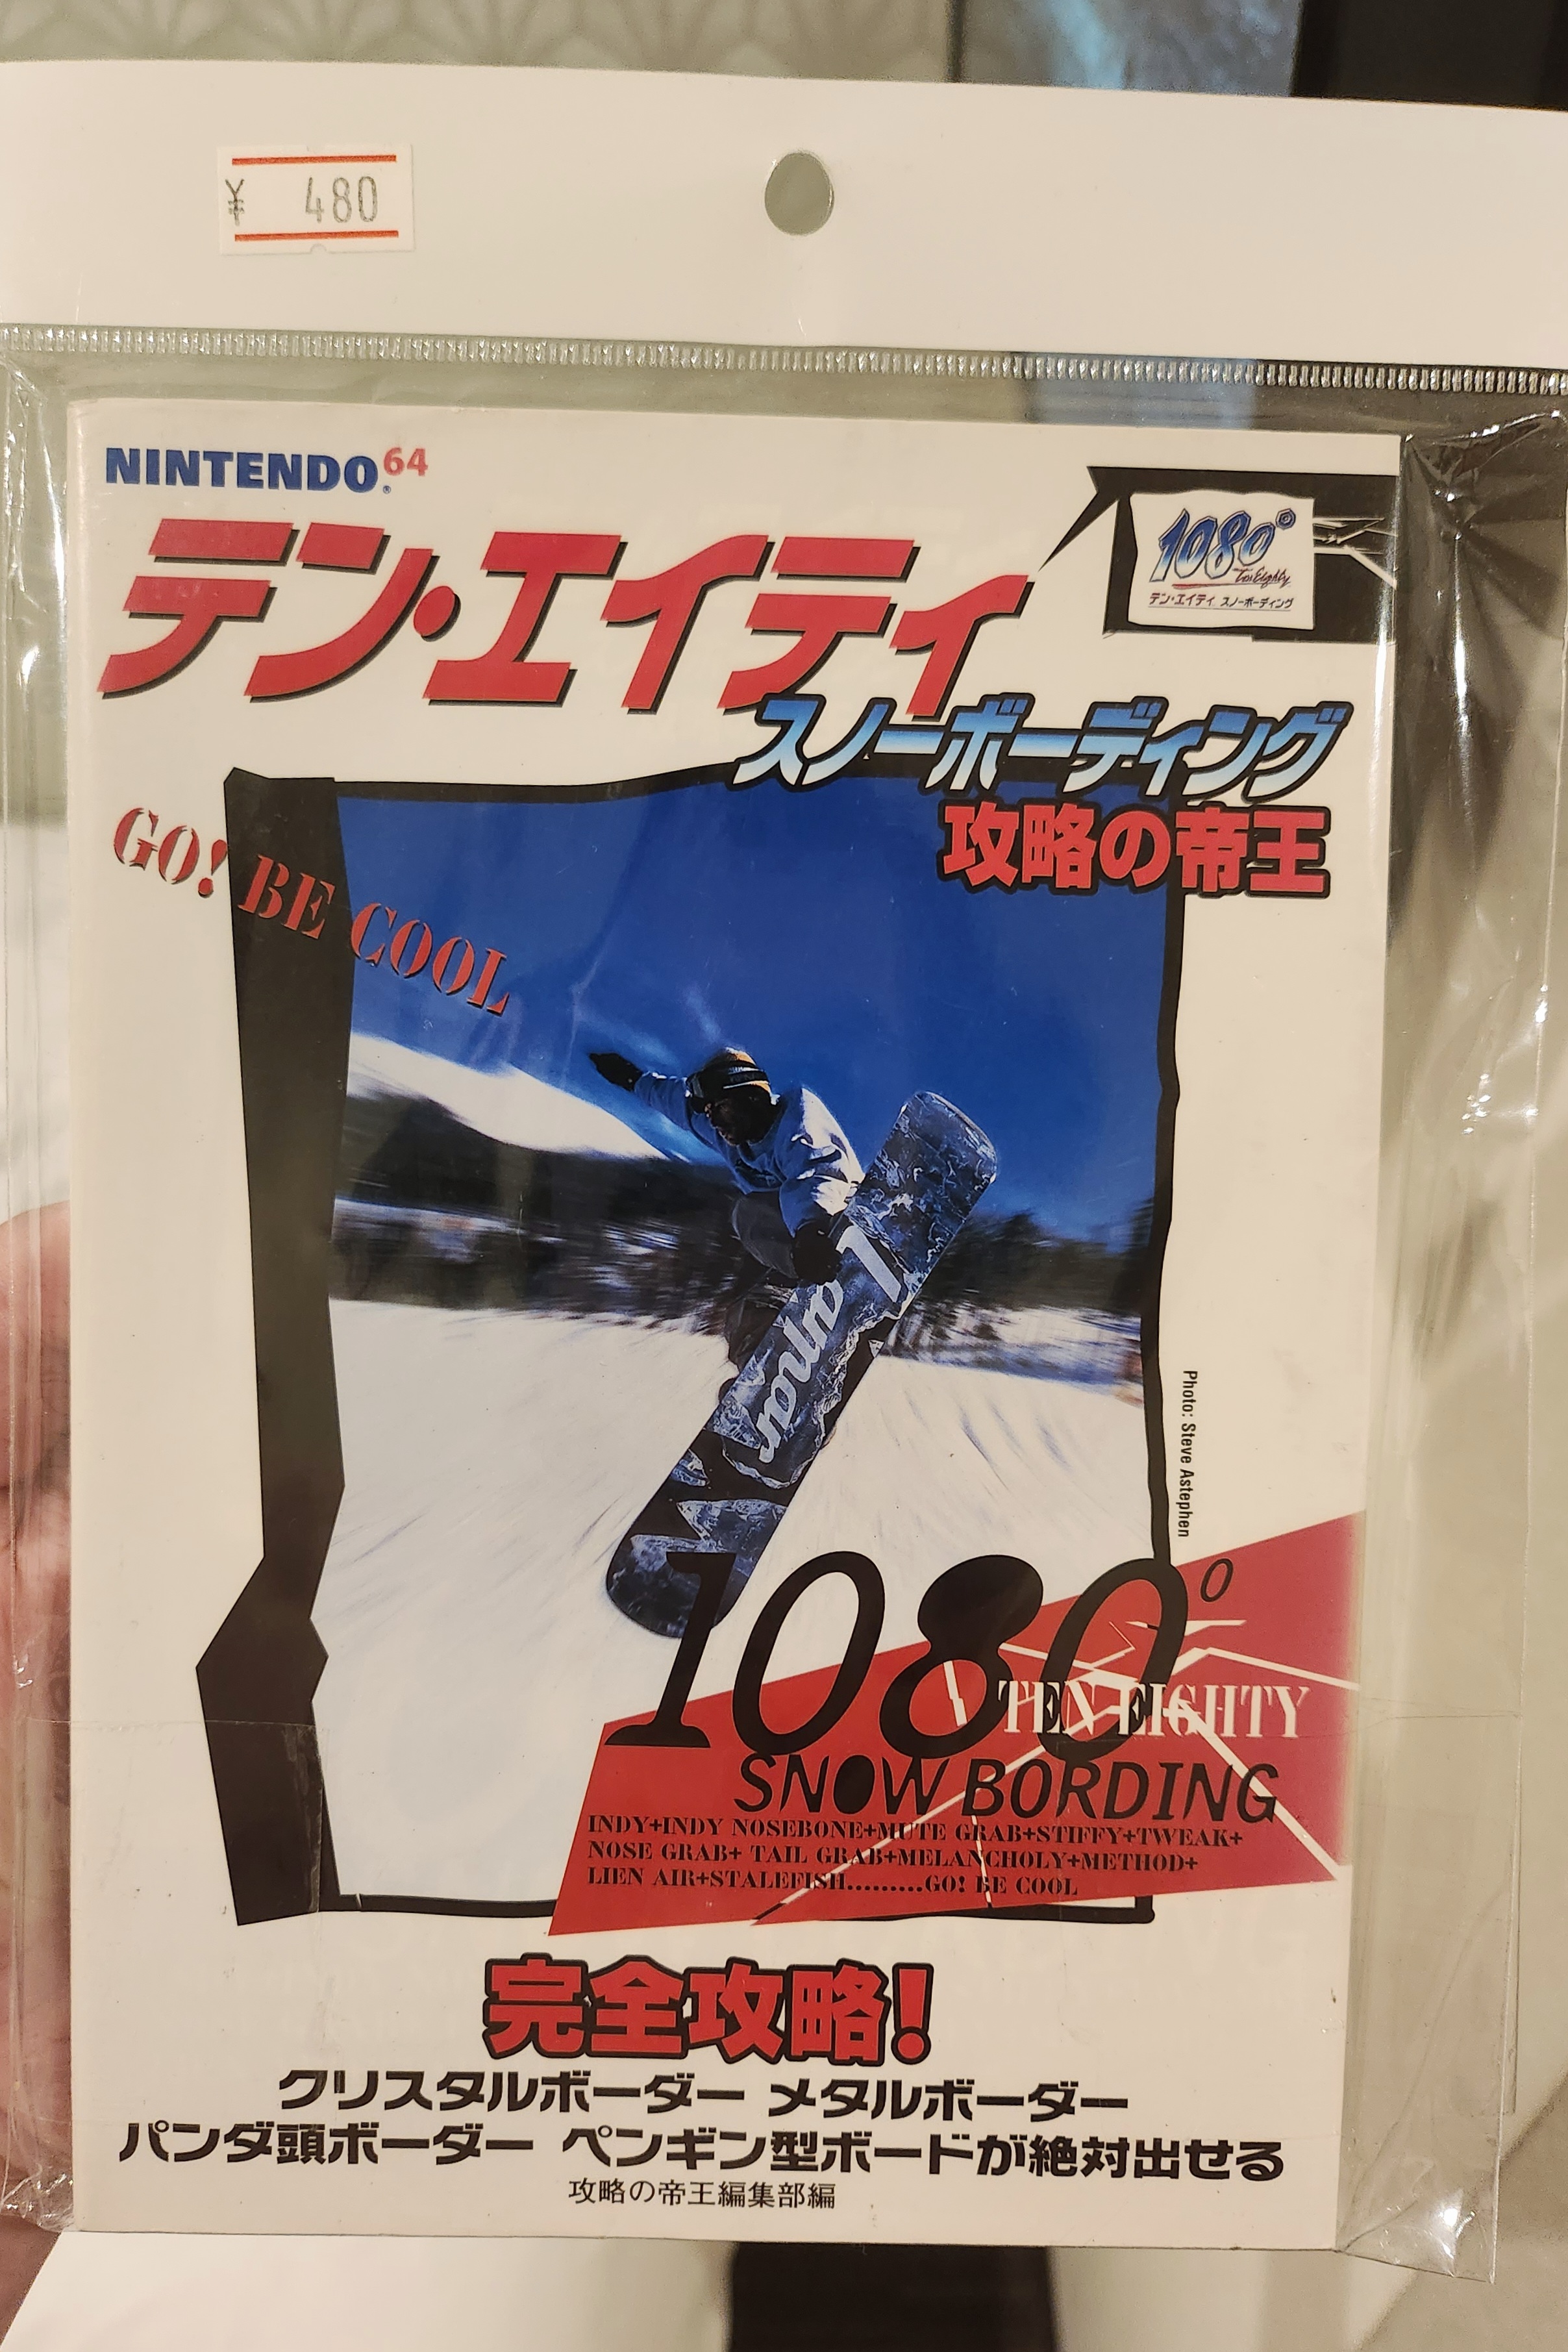 ¥ 480
NINTENDO64
テン・エイティ
1080°
Ten Eighty
テン・エイティ スノーボーディング
スノーボーディング
攻略の帝王
GO! BE COOL
Photo: Steve Astephen
1080°
TEN EIGHTY
SNOW BORDING
INDY+INDY NOSEBONE+MUTE GRAB+STIFFY+TWEAK+
NOSE GRAB+ TAIL GRAB+MELANCHOLY+METHOD+
LIEN AIR+STALEFISH.........GO! BE COOL
完全攻略!
クリスタルボーダー メタルボーダー
パンダ頭ボーダー ペンギン型ボードが絶対出せる
攻略の帝王編集部編